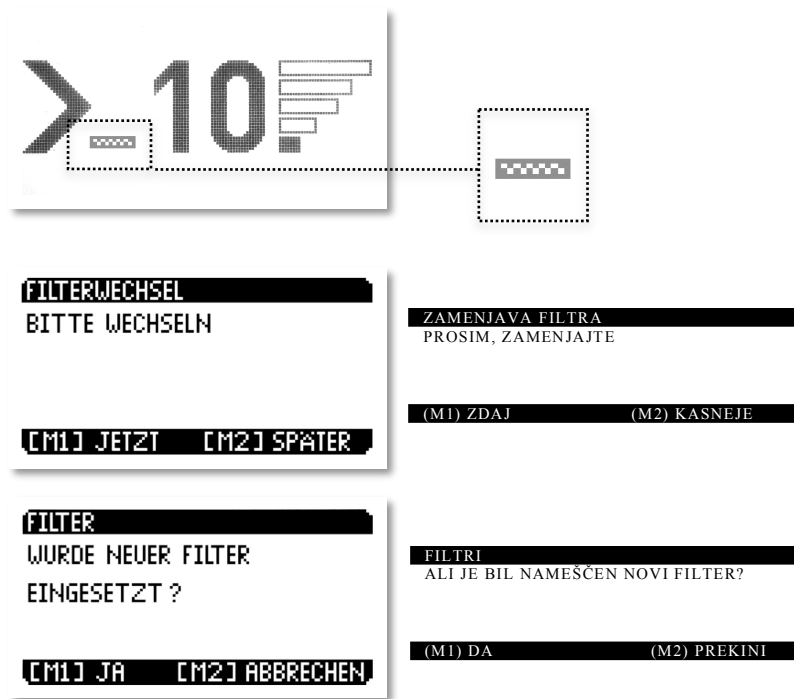 > 10
FILTERWECHSEL
BITTE WECHSELN
[M1] JETZT [M2] SPÄTER
ZAMENJAVA FILTRA
PROSIM, ZAMENJAJTE
(M1) ZDAJ (M2) KASNEJE
FILTER
WURDE NEUER FILTER
EINGESETZT ?
[M1] JA [M2] ABBRECHEN
FILTRI
ALI JE BIL NAMEŠČEN NOVI FILTER?
(M1) DA (M2) PREKINI